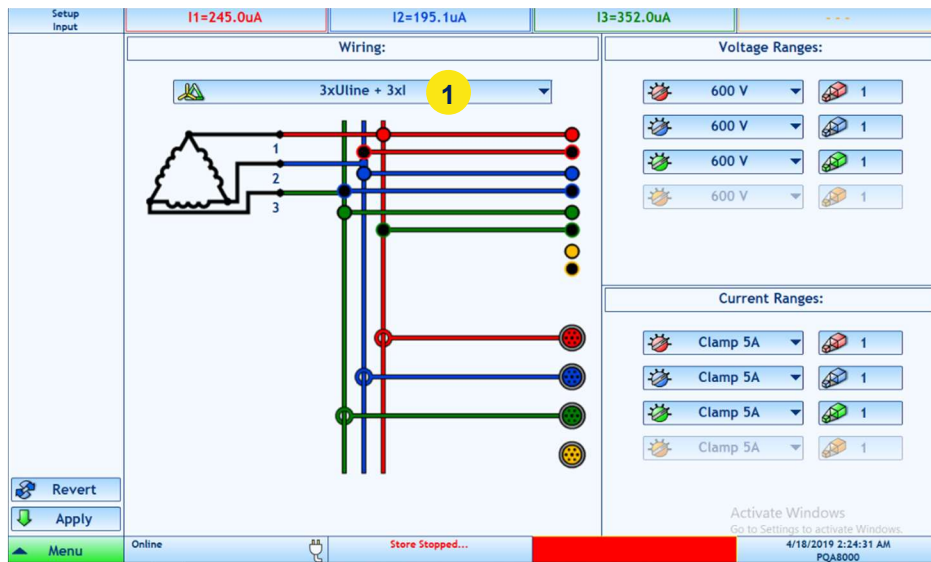 Setup
Input
I1=245.0uA
I2=195.1uA
I3=352.0uA
- - -
Wiring:
3xUline + 3xI
1
1
2
3
Voltage Ranges:
600 V 1
600 V 1
600 V 1
600 V 1
Current Ranges:
Clamp 5A 1
Clamp 5A 1
Clamp 5A 1
Clamp 5A 1
Revert
Apply
Activate Windows
Go to Settings to activate Windows.
Menu
Online
Store Stopped...
4/18/2019 2:24:31 AM
PQA8000